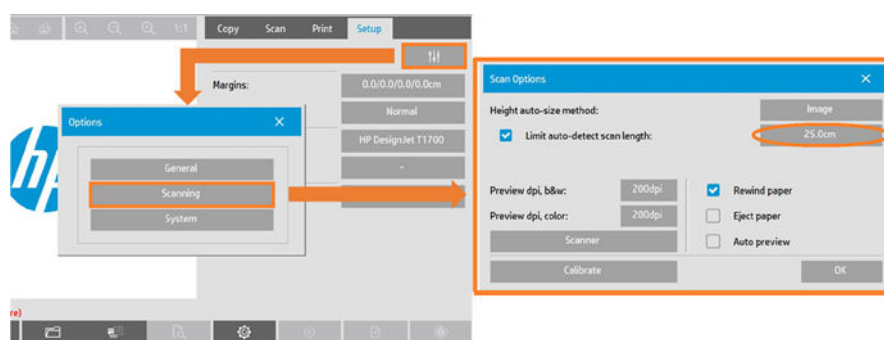 1:1
Copy Scan Print Setup
Margins:
0.0/0.0/0.0/0.0cm
Normal
HP DesignJet T1700
-
Options
General
Scanning
System
hp
re)
Scan Options
Height auto-size method:
Image
Limit auto-detect scan length:
25.0cm
Preview dpi, b&w:
200dpi
Rewind paper
Preview dpi, color:
200dpi
Eject paper
Scanner
Auto preview
Calibrate
OK